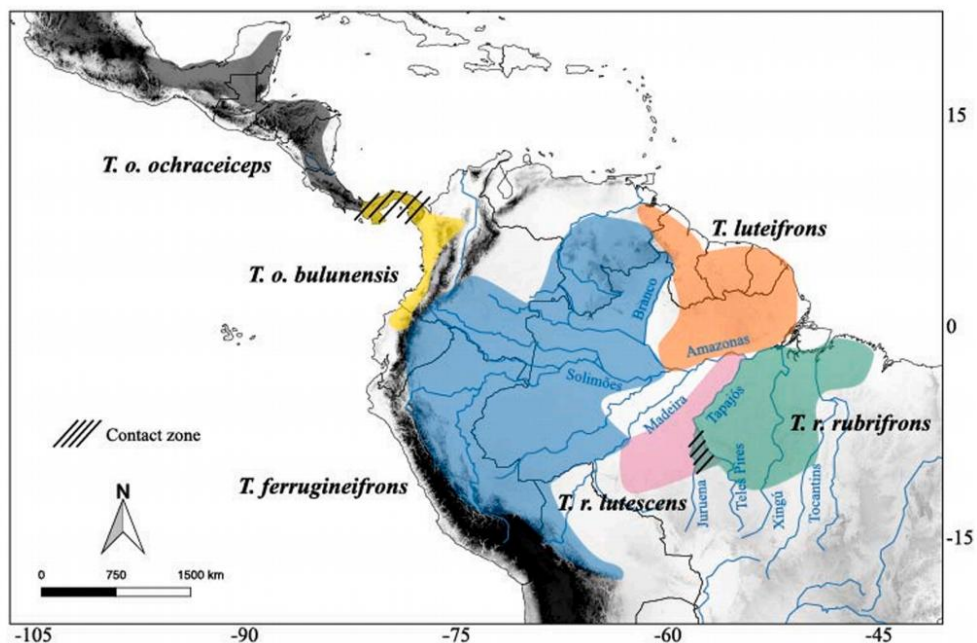 15
T. o. ochraceiceps
T. luteifrons
T. o. bulunensis
Branco
0
Amazonas
Solimões
Madeira
Tapajós
T. r. rubrifrons
Contact zone
T. ferrugineifrons
T. r. lutescens
Juruena
Teles Pires
Xingú
Tocantins
N
-15
0
750
1500 km
-105
-90
-75
-60
-45